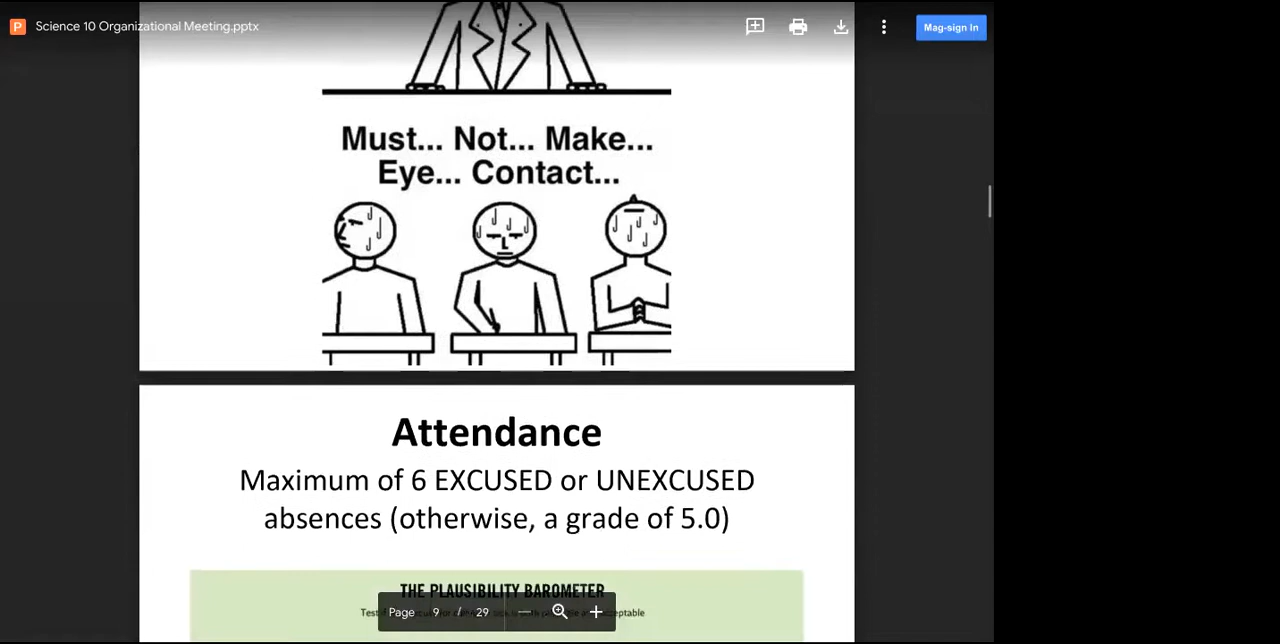 P Science 10 Organizational Meeting.pptx
Mag-sign In
Must... Not... Make...
Eye... Contact...
Attendance
Maximum of 6 EXCUSED or UNEXCUSED
absences (otherwise, a grade of 5.0)
THE PLAUSIBILITY BAROMETER
Page 9 / 29